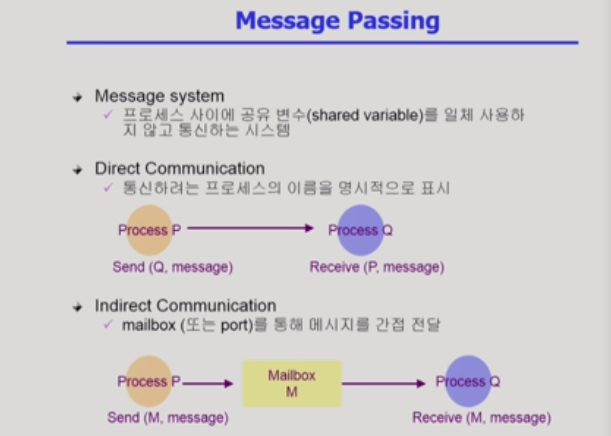 Message Passing
Message system
프로세스 사이에 공유 변수(shared variable)를 일체 사용하
지 않고 통신하는 시스템
Direct Communication
통신하려는 프로세스의 이름을 명시적으로 표시
Process P
Process Q
Send (Q, message)
Receive (P, message)
Indirect Communication
mailbox (또는 port)를 통해 메시지를 간접 전달
Process P
Mailbox
M
Process Q
Send (M, message)
Receive (M, message)